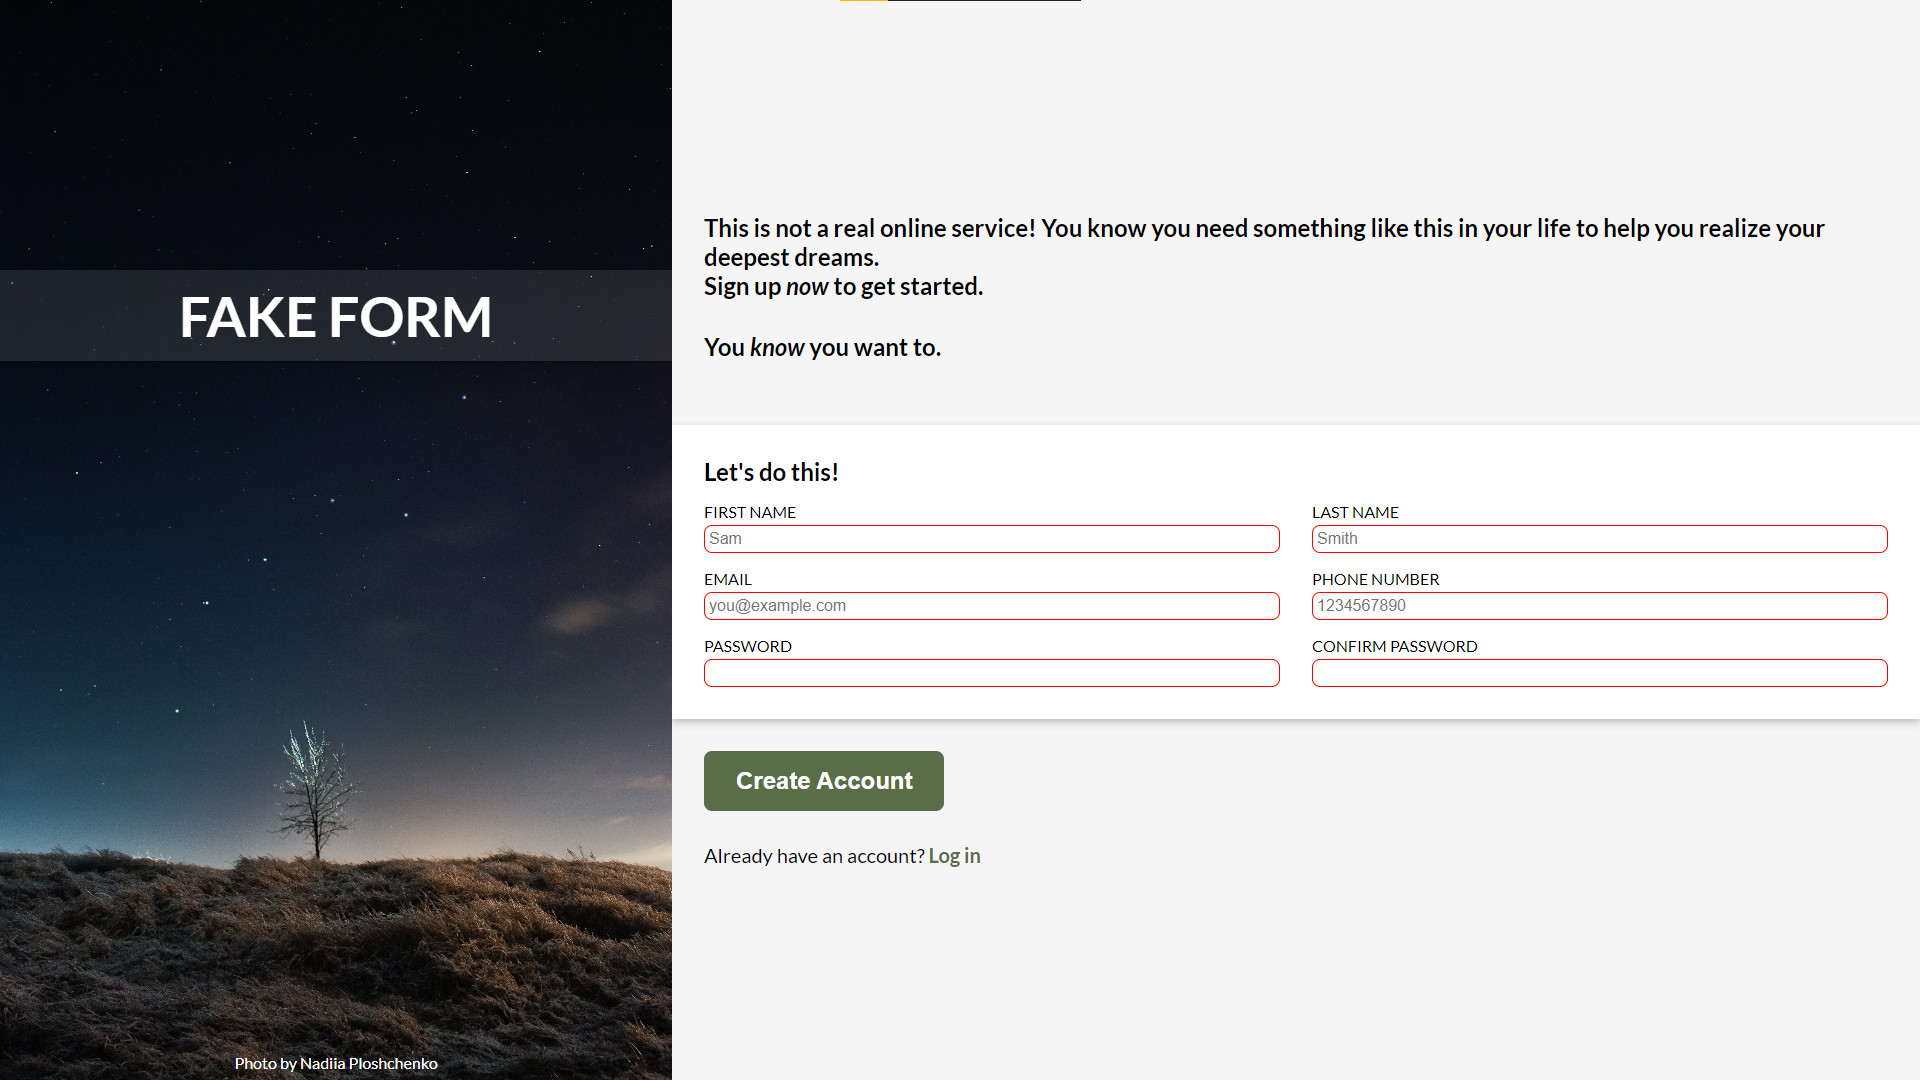 FAKE FORM
Photo by Nadiia Ploshchenko
This is not a real online service! You know you need something like this in your life to help you realize your
deepest dreams.
Sign up now to get started.
You know you want to.
Let's do this!
FIRST NAME
Sam
LAST NAME
Smith
EMAIL
you@example.com
PHONE NUMBER
1234567890
PASSWORD
CONFIRM PASSWORD
Create Account
Already have an account? Log in